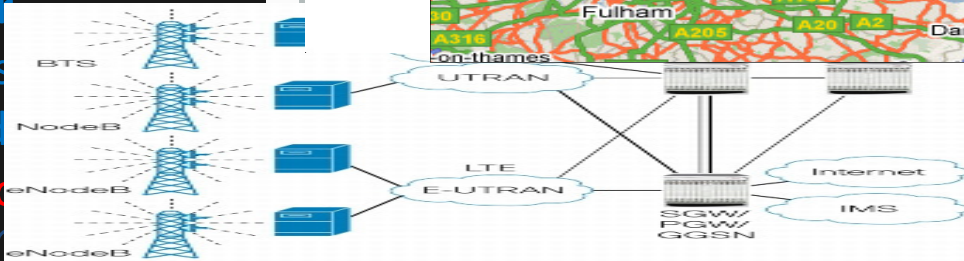 Fulham
30
A205
A20
A2
A316
on-thames
BTS
UTRAN
NodeB
LTE
E-UTRAN
eNodeB
Internet
IMS
SGW/
PGW/
GGSN
eNodeB